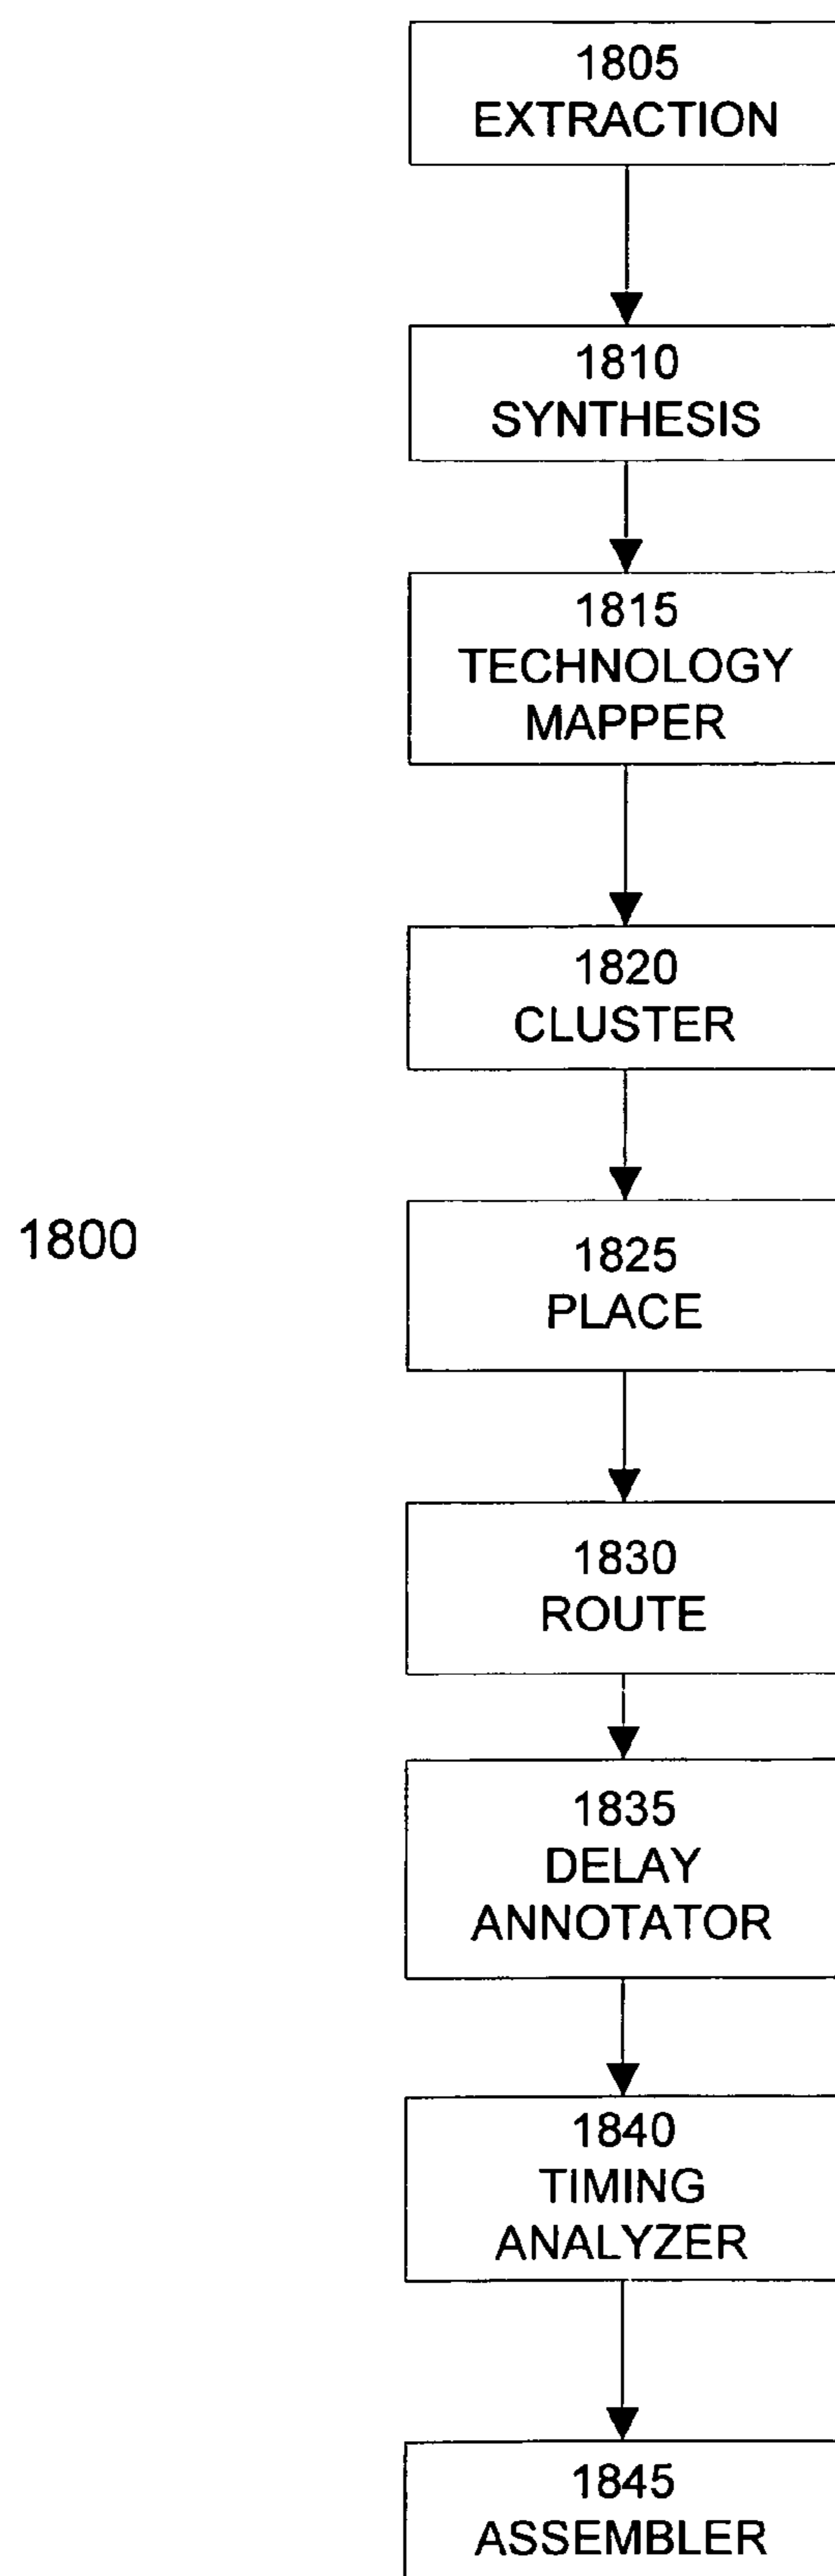 1805
EXTRACTION
1810
SYNTHESIS
1815
TECHNOLOGY
MAPPER
1820
CLUSTER
1800
1825
PLACE
1830
ROUTE
1835
DELAY
ANNOTATOR
1840
TIMING
ANALYZER
1845
ASSEMBLER